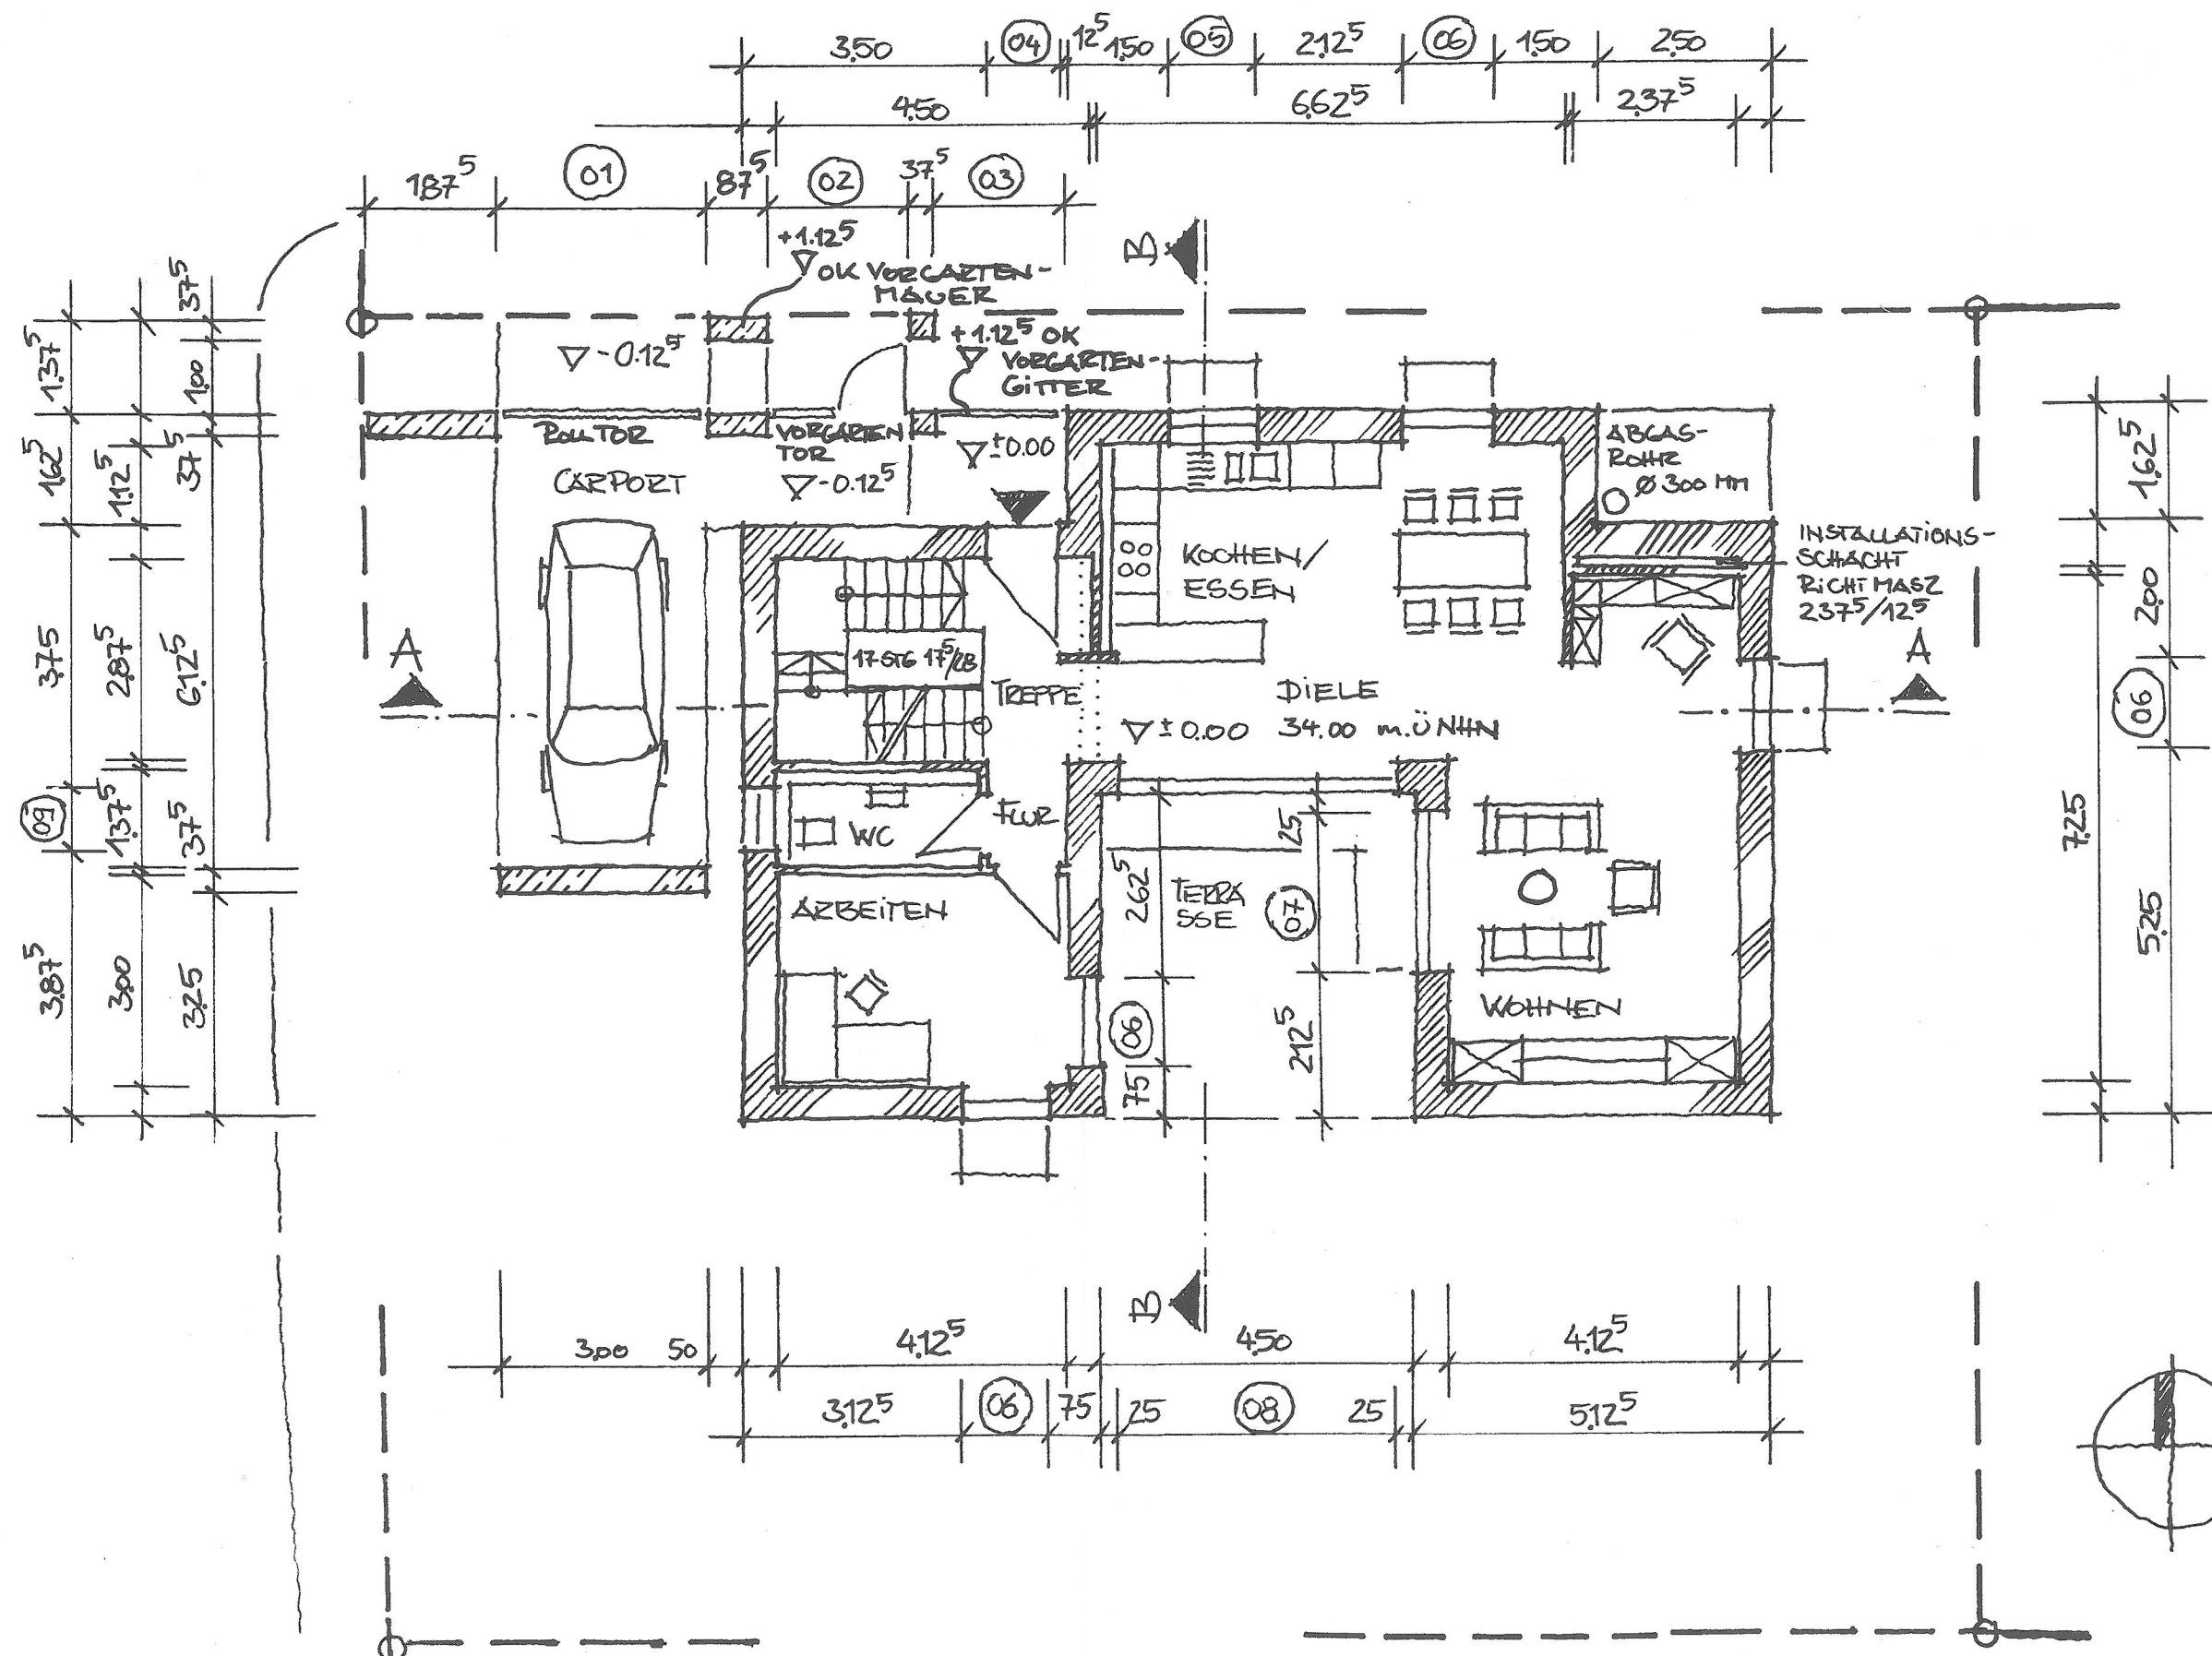 3,50 04 12⁵ 1,50 05 2,12⁵ 06 1,50 2,50
4,50 6,62⁵ 2,37⁵
1,87⁵ 01 87⁵ 02 37⁵ 03
+1.12⁵
OK VORGARTEN-
MAUER
B
-0.12⁵
+1.12⁵ OK
VORGARTEN-
GITTER
ROLLTOR
VORGARTEN
TOR
-0.12⁵
±0.00
CARPORT
ABGAS-
ROHR
Ø 300 MM
INSTALLATIONS-
SCHACHT
RICHTMASZ
237⁵/12⁵
KOCHEN/
ESSEN
17 STG 17⁵/28
TREPPE
DIELE
±0.00 34.00 m.ÜNHN
A
A
WC
FLUR
ARBEITEN
TERRA
SSE
WOHNEN
25
2,62⁵
07
06
2,12⁵
75
1,37⁵
1,62⁵
3,75
09
3,87⁵
1,12⁵
2,87⁵
1,37⁵
3,00
37⁵
1,00
37⁵
6,12⁵
37⁵
3,25
7,25
1,62⁵
2,00
06
5,25
B
3,00 50 4,12⁵ 4,50 4,12⁵
3,12⁵ 06 75 25 08 25 5,12⁵